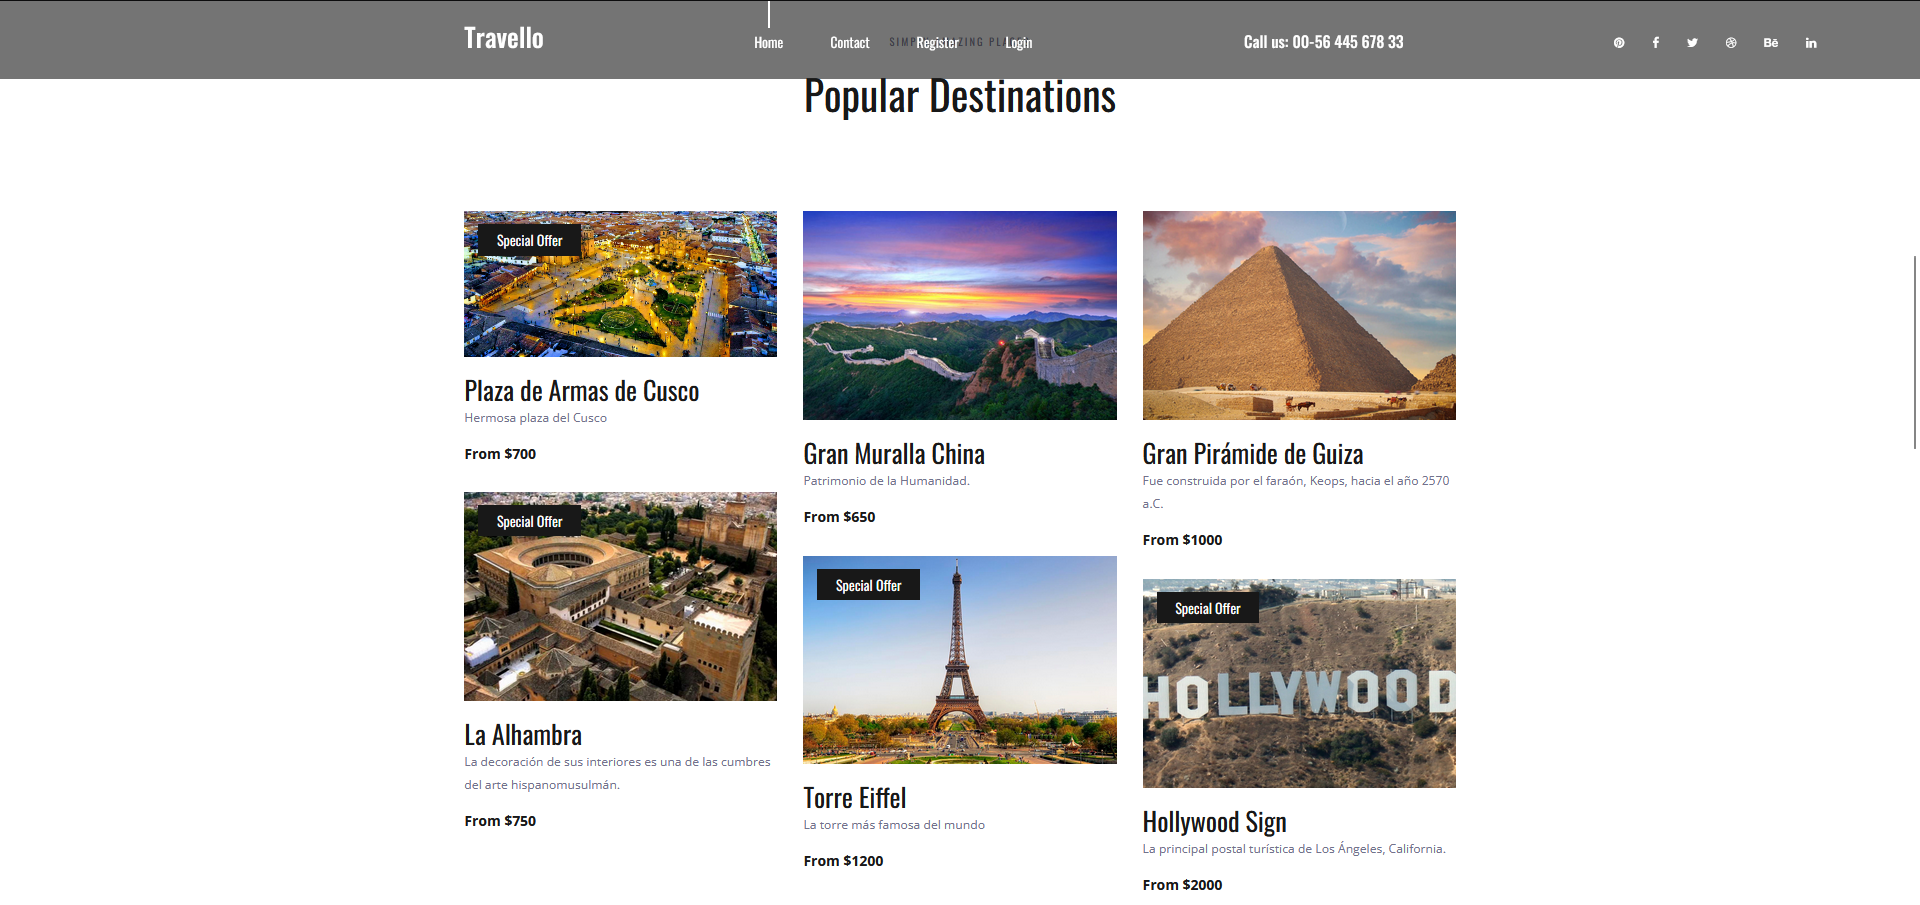 Travello
Home
Contact
Register
Login
Call us: 00-56 445 678 33
Bē
in
Popular Destinations
Special Offer
Plaza de Armas de Cusco
Hermosa plaza del Cusco
From $700
Gran Muralla China
Patrimonio de la Humanidad.
From $650
Gran Pirámide de Guiza
Fue construida por el faraón, Keops, hacia el año 2570
a.C.
From $1000
Special Offer
La Alhambra
La decoración de sus interiores es una de las cumbres
del arte hispanomusulmán.
From $750
Special Offer
Torre Eiffel
La torre más famosa del mundo
From $1200
Special Offer
HOLLYWOOD
Hollywood Sign
La principal postal turística de Los Ángeles, California.
From $2000